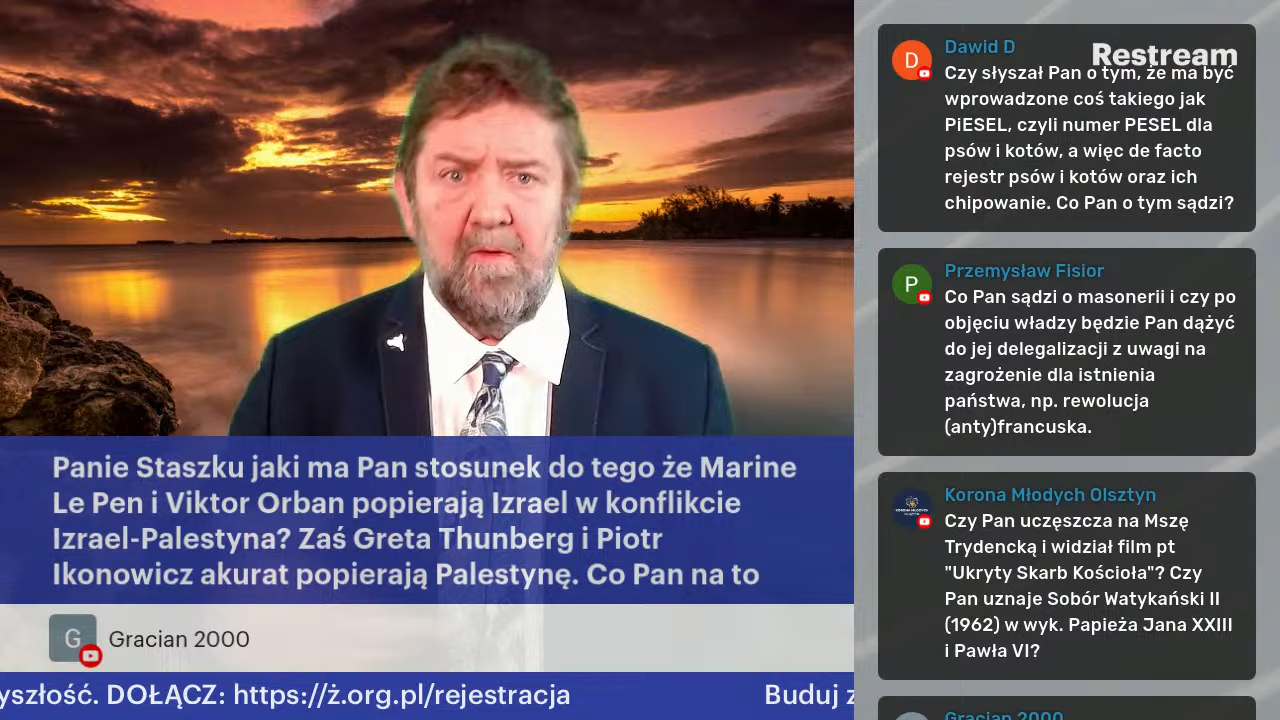 Panie Staszku jaki ma Pan stosunek do tego że Marine
Le Pen i Viktor Orban popierają Izrael w konflikcie
Izrael-Palestyna? Zaś Greta Thunberg i Piotr
Ikonowicz akurat popierają Palestynę. Co Pan na to
G
Gracian 2000
yszłość. DOŁĄCZ: https://ż.org.pl/rejestracja
Buduj z
Restream
D
Dawid D
Czy słyszał Pan o tym, że ma być
wprowadzone coś takiego jak
PiESEL, czyli numer PESEL dla
psów i kotów, a więc de facto
rejestr psów i kotów oraz ich
chipowanie. Co Pan o tym sądzi?
P
Przemysław Fisior
Co Pan sądzi o masonerii i czy po
objęciu władzy będzie Pan dążyć
do jej delegalizacji z uwagi na
zagrożenie dla istnienia
państwa, np. rewolucja
(anty)francuska.
Korona Młodych Olsztyn
Czy Pan uczęszcza na Mszę
Trydencką i widział film pt
"Ukryty Skarb Kościoła"? Czy
Pan uznaje Sobór Watykański II
(1962) w wyk. Papieża Jana XXIII
i Pawła VI?
Gracian 2000